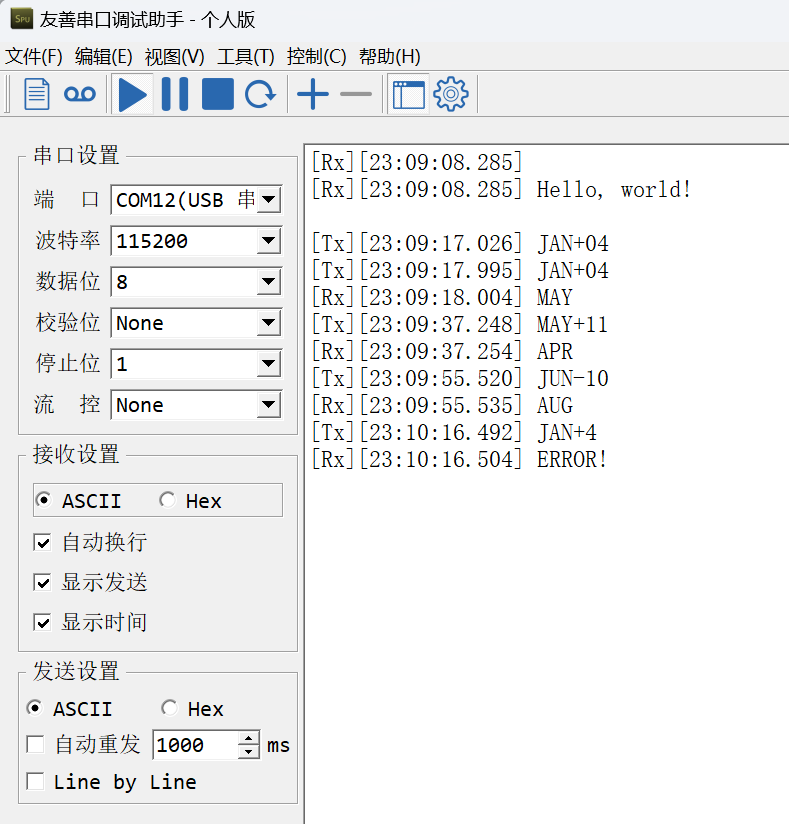 SPU 友善串口调试助手 - 个人版
文件(F) 编辑(E) 视图(V) 工具(T) 控制(C) 帮助(H)
串口设置
端 口 COM12(USB 串
波特率 115200
数据位 8
校验位 None
停止位 1
流 控 None
接收设置
ASCII Hex
自动换行
显示发送
显示时间
发送设置
ASCII Hex
自动重发 1000 ms
Line by Line
[Rx][23:09:08.285]
[Rx][23:09:08.285] Hello, world!
[Tx][23:09:17.026] JAN+04
[Tx][23:09:17.995] JAN+04
[Rx][23:09:18.004] MAY
[Tx][23:09:37.248] MAY+11
[Rx][23:09:37.254] APR
[Tx][23:09:55.520] JUN-10
[Rx][23:09:55.535] AUG
[Tx][23:10:16.492] JAN+4
[Rx][23:10:16.504] ERROR!